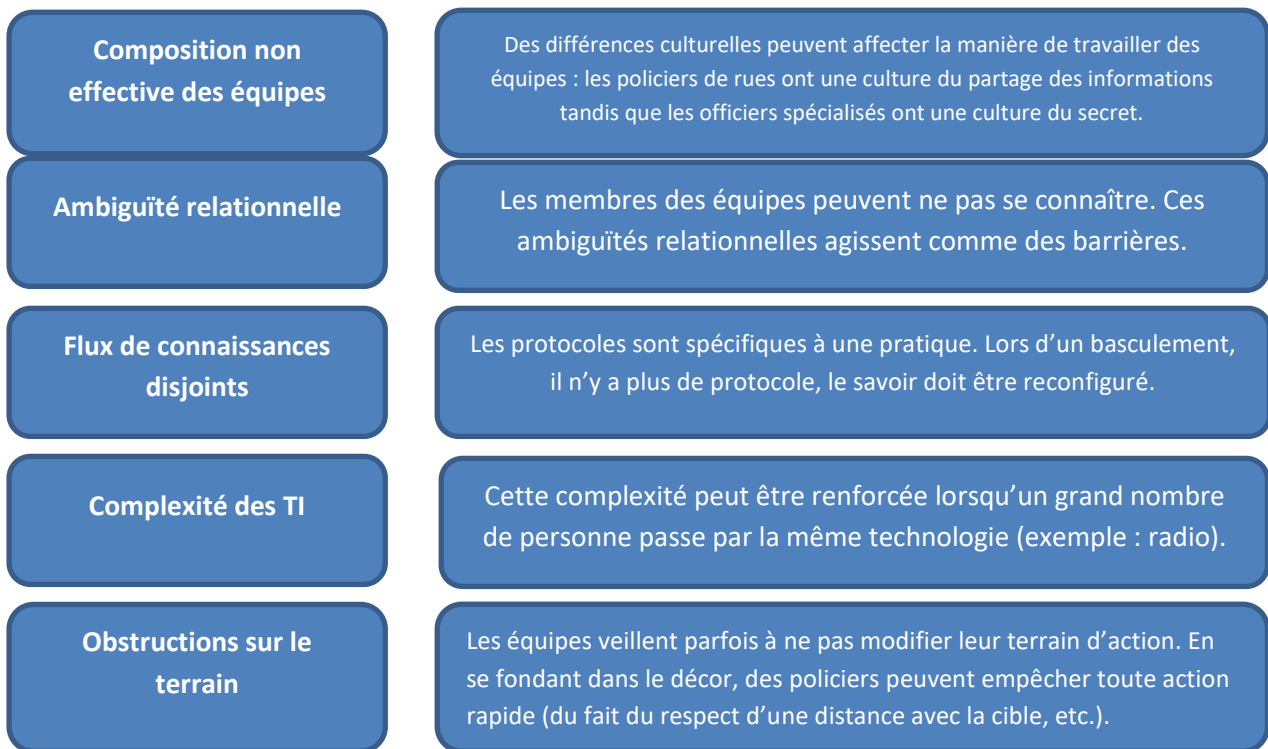 Composition non
effective des équipes
Des différences culturelles peuvent affecter la manière de travailler des
équipes : les policiers de rues ont une culture du partage des informations
tandis que les officiers spécialisés ont une culture du secret.
Ambiguïté relationnelle
Les membres des équipes peuvent ne pas se connaître. Ces
ambiguïtés relationnelles agissent comme des barrières.
Flux de connaissances
disjoints
Les protocoles sont spécifiques à une pratique. Lors d’un basculement,
il n’y a plus de protocole, le savoir doit être reconfiguré.
Complexité des TI
Cette complexité peut être renforcée lorsqu’un grand nombre
de personne passe par la même technologie (exemple : radio).
Obstructions sur le
terrain
Les équipes veillent parfois à ne pas modifier leur terrain d’action. En
se fondant dans le décor, des policiers peuvent empêcher toute action
rapide (du fait du respect d’une distance avec la cible, etc.).